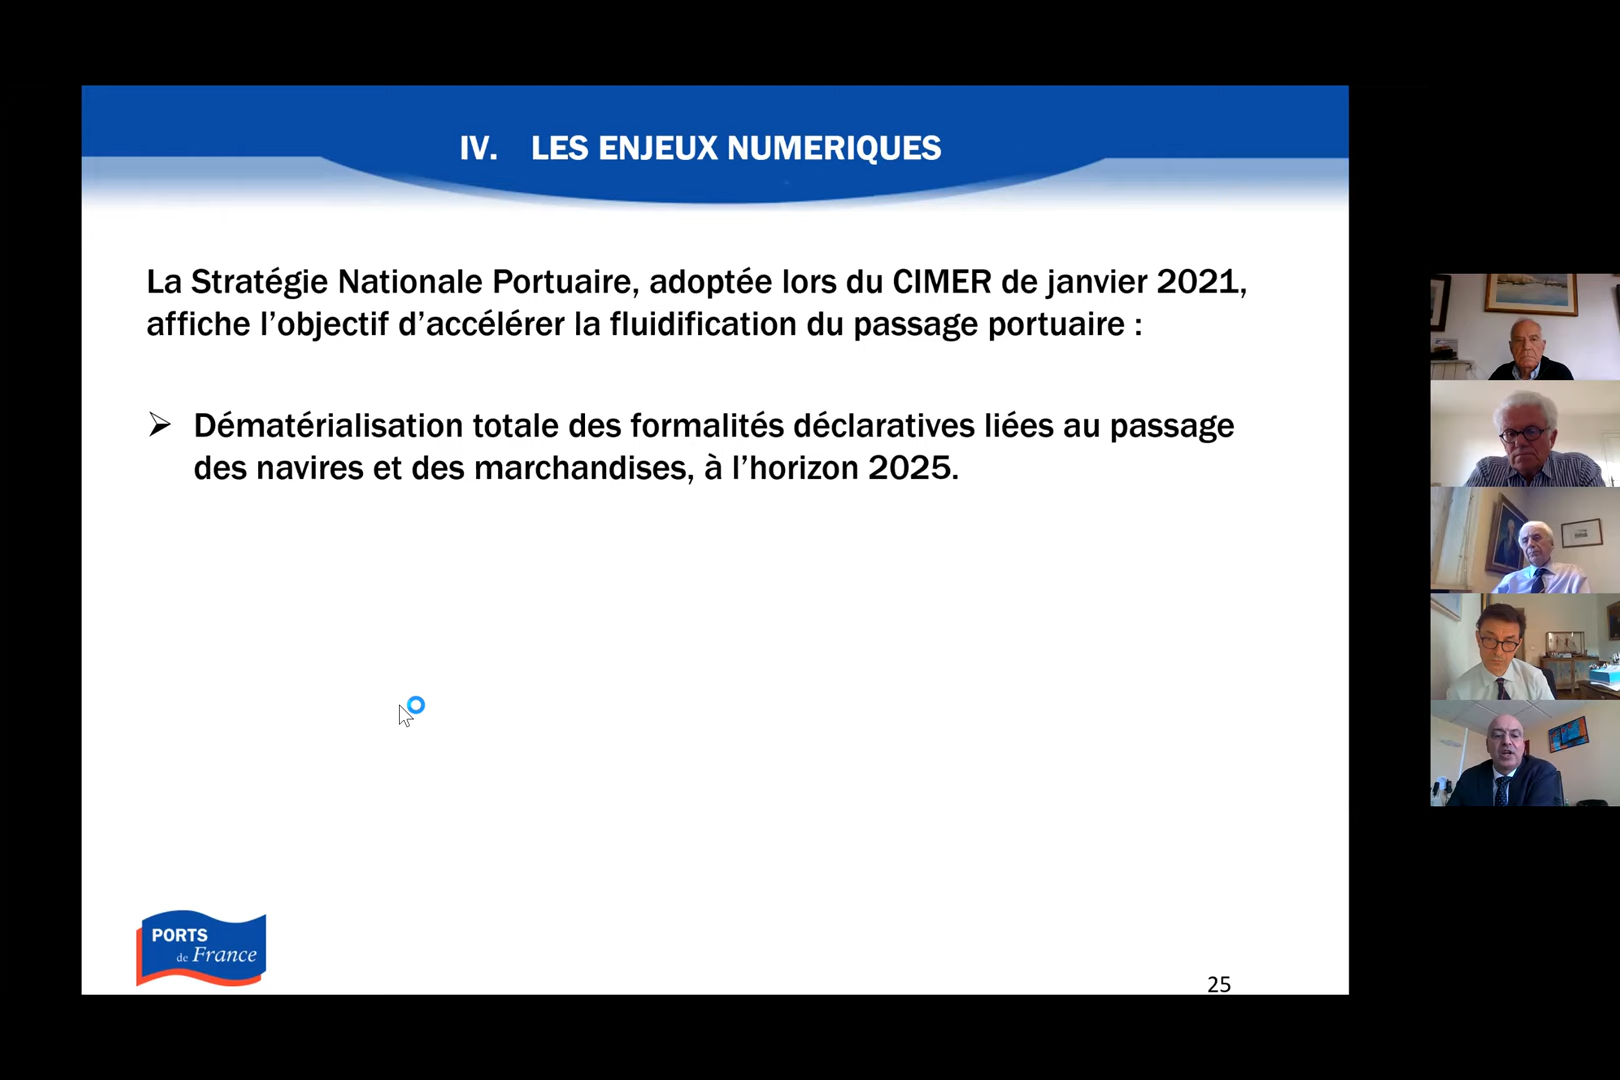 IV. LES ENJEUX NUMERIQUES
La Stratégie Nationale Portuaire, adoptée lors du CIMER de janvier 2021,
affiche l’objectif d’accélérer la fluidification du passage portuaire :
➢ Dématérialisation totale des formalités déclaratives liées au passage
des navires et des marchandises, à l’horizon 2025.
PORTS
de France
25